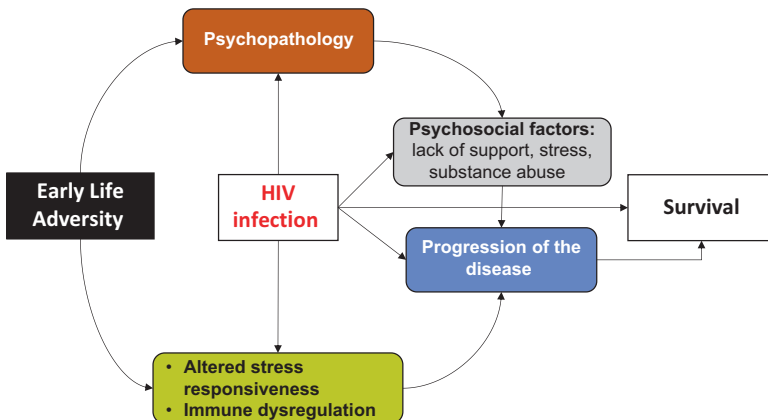 Psychopathology
Psychosocial factors:
lack of support, stress,
substance abuse
Early Life
Adversity
HIV
infection
Survival
Progression of the
disease
• Altered stress
responsiveness
• Immune dysregulation